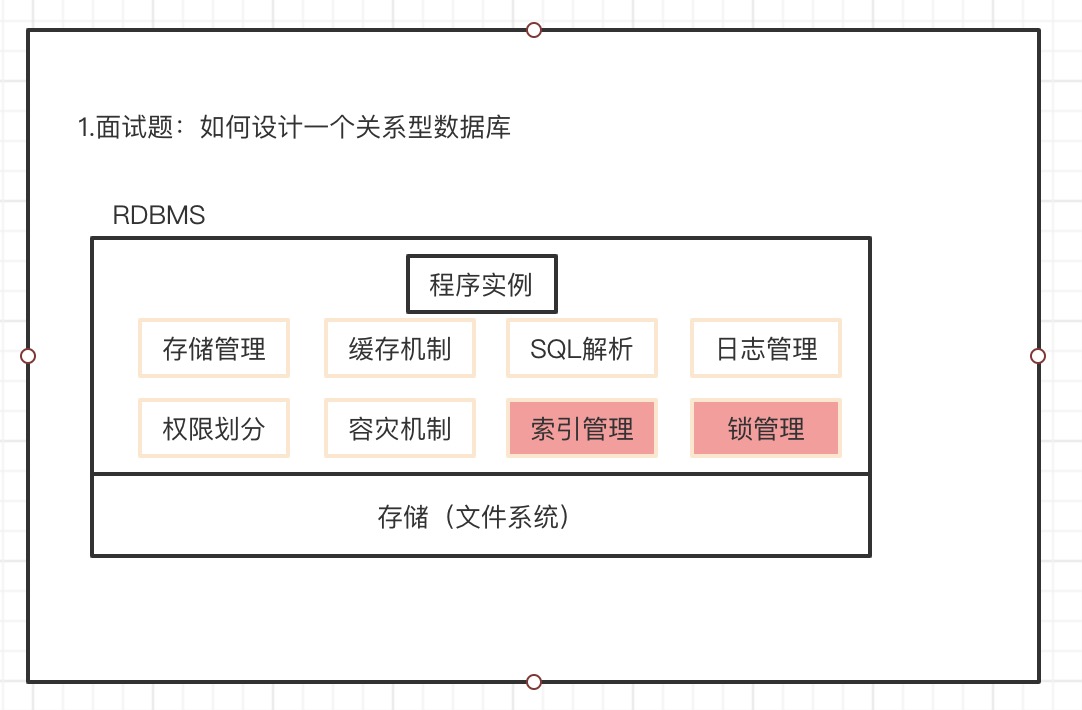 1.面试题：如何设计一个关系型数据库
RDBMS
程序实例
存储管理
缓存机制
SQL解析
日志管理
权限划分
容灾机制
索引管理
锁管理
存储（文件系统）